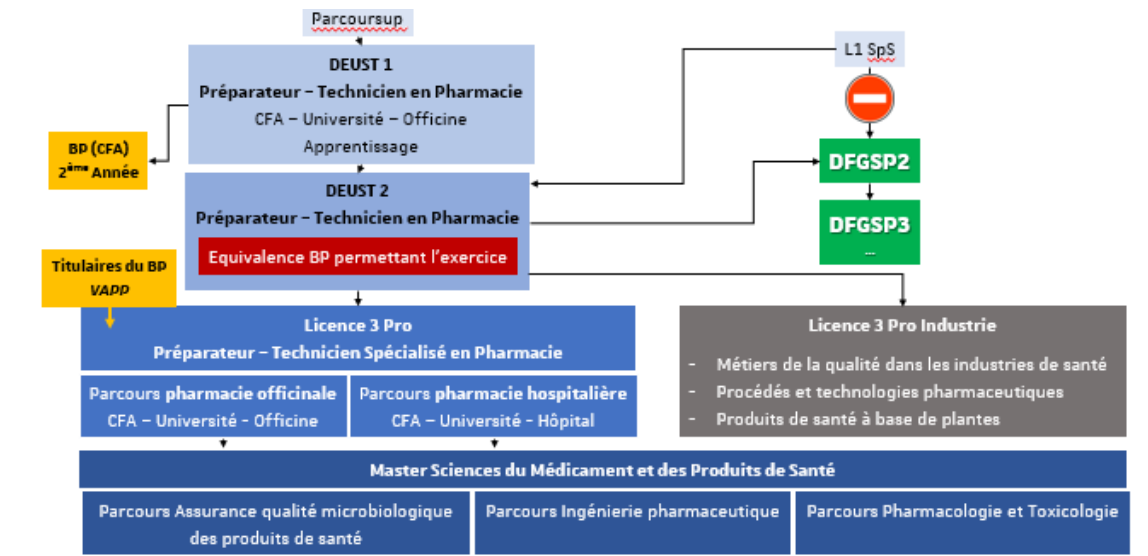 Parcoursup
DEUST 1
Préparateur – Technicien en Pharmacie
CFA – Université – Officine
Apprentissage
L1 SpS
BP (CFA)
2ème Année
DEUST 2
Préparateur – Technicien en Pharmacie
Equivalence BP permettant l'exercice
DFGSP2
DFGSP3
...
Titulaires du BP
VAPP
Licence 3 Pro
Préparateur – Technicien Spécialisé en Pharmacie
Parcours pharmacie officinale
CFA – Université - Officine
Parcours pharmacie hospitalière
CFA – Université - Hôpital
Licence 3 Pro Industrie
- Métiers de la qualité dans les industries de santé
- Procédés et technologies pharmaceutiques
- Produits de santé à base de plantes
Master Sciences du Médicament et des Produits de Santé
Parcours Assurance qualité microbiologique
des produits de santé
Parcours Ingénierie pharmaceutique
Parcours Pharmacologie et Toxicologie